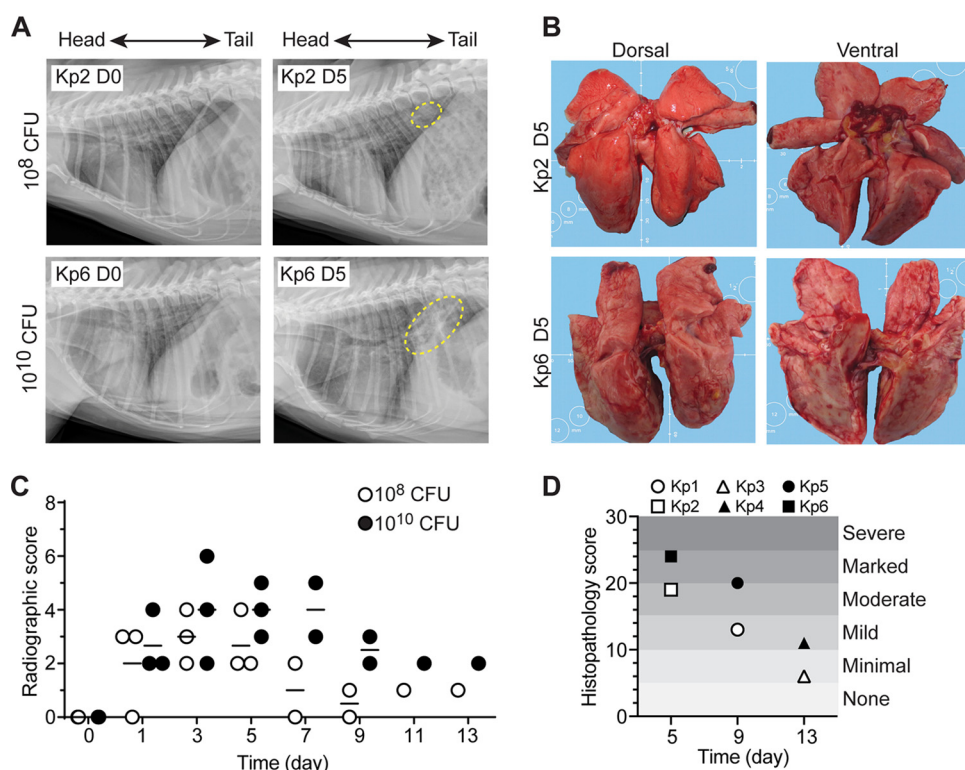 A
Head Tail
Head Tail
Kp2 D0
Kp2 D5
10⁸ CFU
Kp6 D0
Kp6 D5
10¹⁰ CFU
B
Dorsal
Ventral
Kp2 D5
Kp6 D5
C
10⁸ CFU
10¹⁰ CFU
Radiographic score
8
6
4
2
0
0 1 3 5 7 9 11 13
Time (day)
D
Kp1 Kp3 Kp5
Kp2 Kp4 Kp6
Histopathology score
30
20
10
0
Severe
Marked
Moderate
Mild
Minimal
None
5 9 13
Time (day)